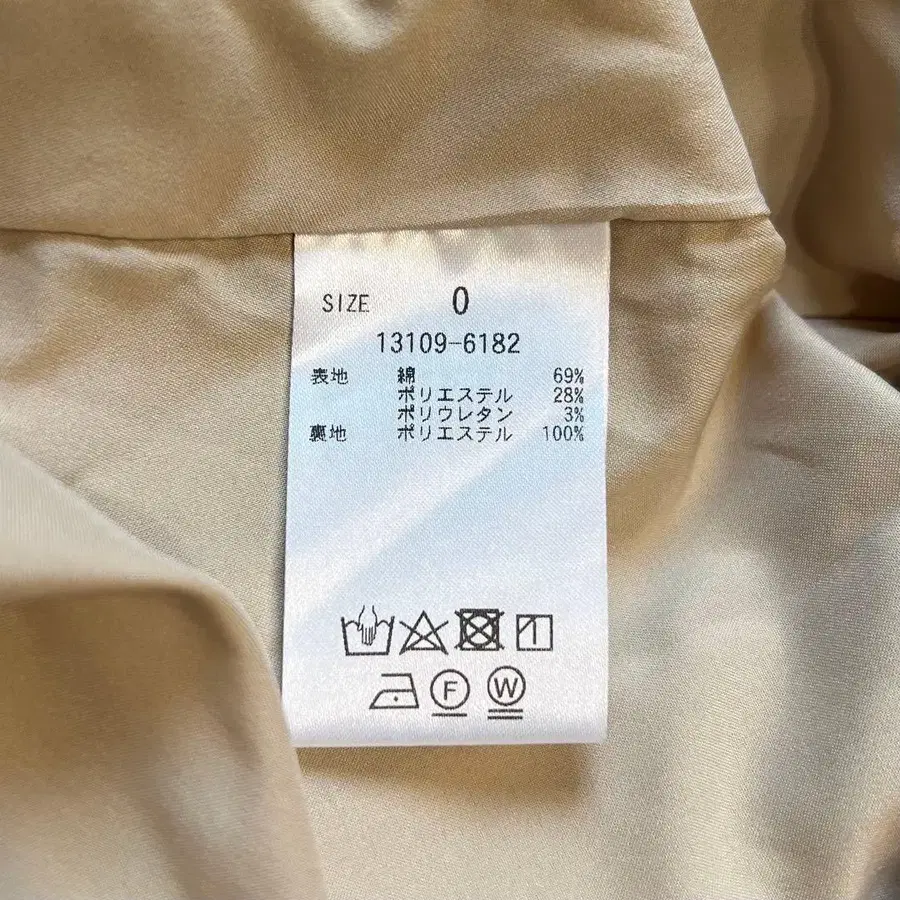 SIZE 0
13109-6182
表地 綿 69%
ポリエステル 28%
ポリウレタン 3%
裏地 ポリエステル 100%
F W